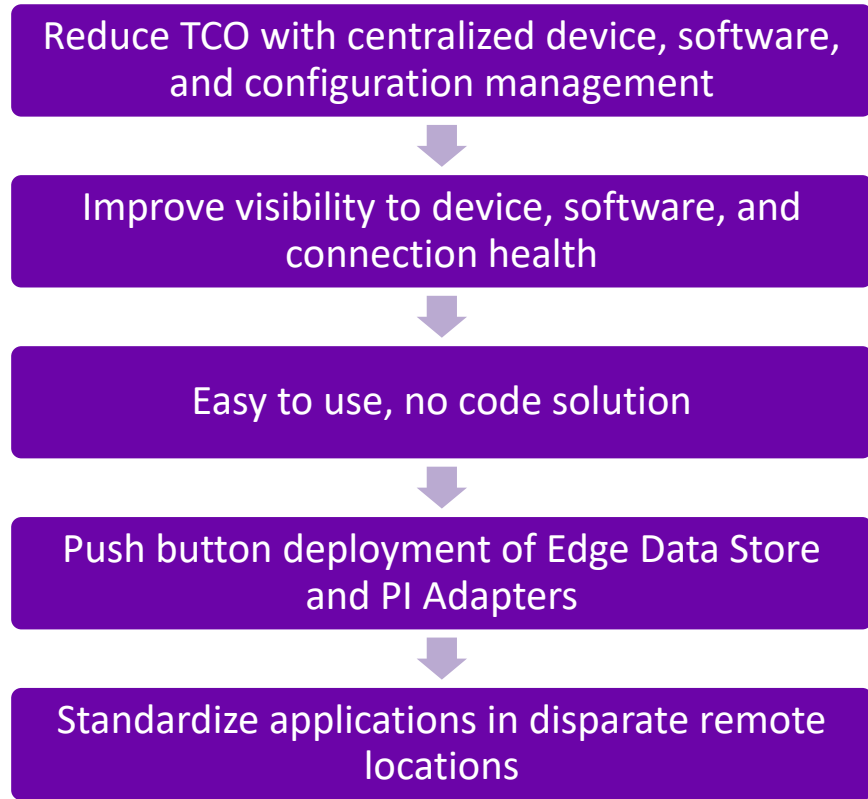 Reduce TCO with centralized device, software,
and configuration management
Improve visibility to device, software, and
connection health
Easy to use, no code solution
Push button deployment of Edge Data Store
and PI Adapters
Standardize applications in disparate remote
locations